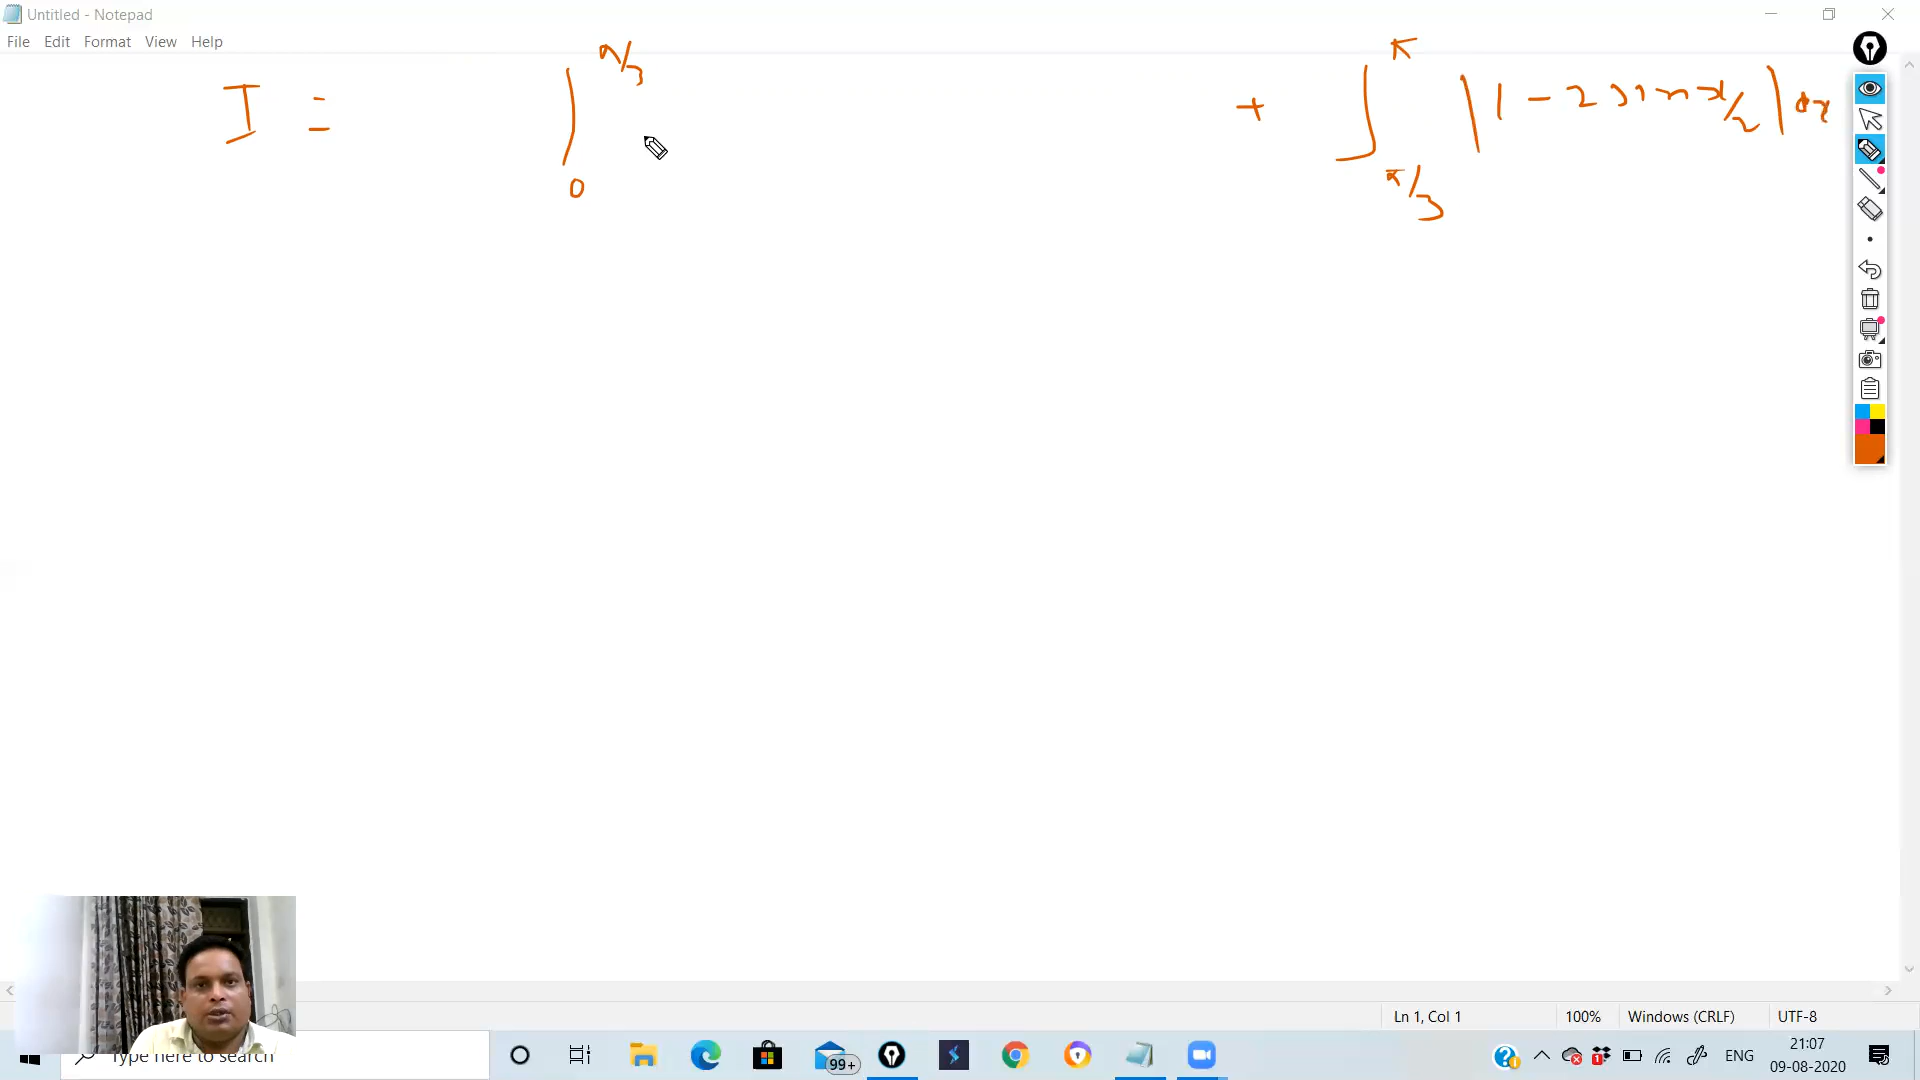 Untitled - Notepad
File Edit Format View Help
I = ∫ 0 π/3 + ∫ π/3 π |1 - 2 sin x/2| dx
Ln 1, Col 1 100% Windows (CRLF) UTF-8
Type here to search
99+
ENG
21:07
09-08-2020